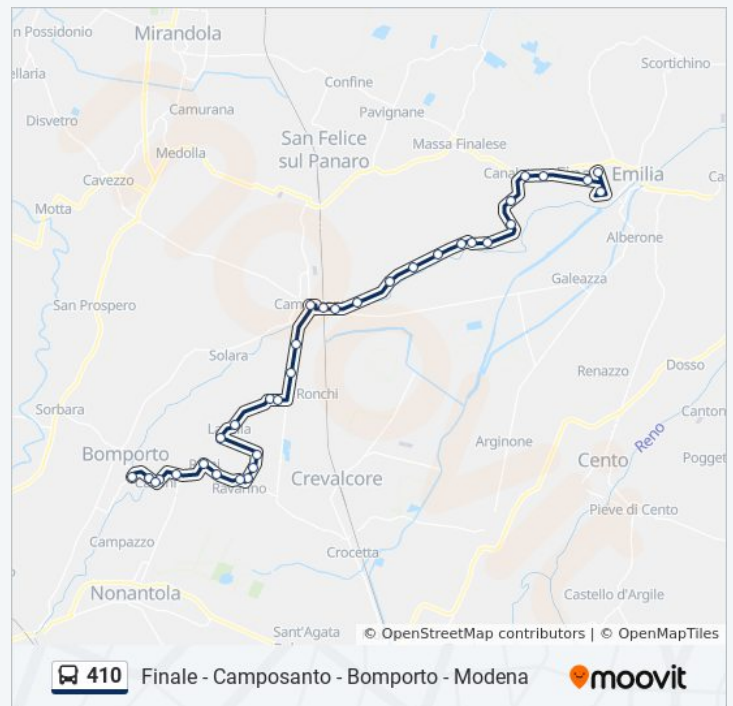 n Possidonio
Mirandola
Scortichino
ellaria
Confine
Camurana
Pavignane
Disvetro
San Felice
sul Panaro
Massa Finalese
Medolla
Cavezzo
Emilia
Motta
Alberone
Galeazza
San Prospero
Solara
Dosso
Renazzo
Ronchi
Sorbara
Canton
Reno
Arginone
Bomporto
Cento
Pogget
Crevalcore
Ravarino
Pieve di Cento
Campazzo
Crocetta
Nonantola
Castello d'Argile
Sant'Agata
© OpenStreetMap contributors | © OpenMapTiles
410 Finale - Camposanto - Bomporto - Modena
moovit